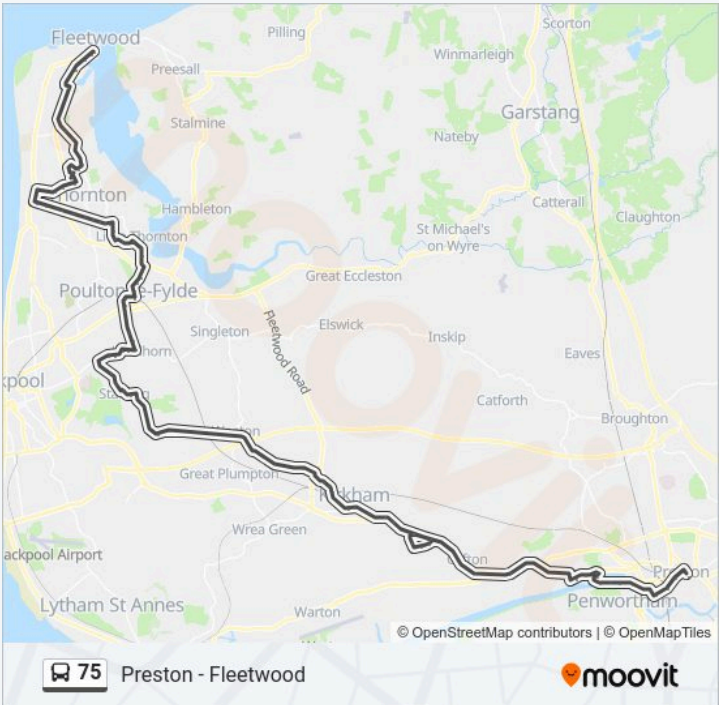 Scorton
Fleetwood
Pilling
Winmarleigh
Preesall
Garstang
Stalmine
Nateby
Catterall
Hambleton
Claughton
St Michael's
on Wyre
Great Eccleston
Singleton
Fleetwood Road
Elswick
Inskip
Eaves
Catforth
Broughton
Great Plumpton
Wrea Green
Lytham St Annes
Warton
Penwortham
© OpenStreetMap contributors | © OpenMapTiles
75 Preston - Fleetwood
moovit